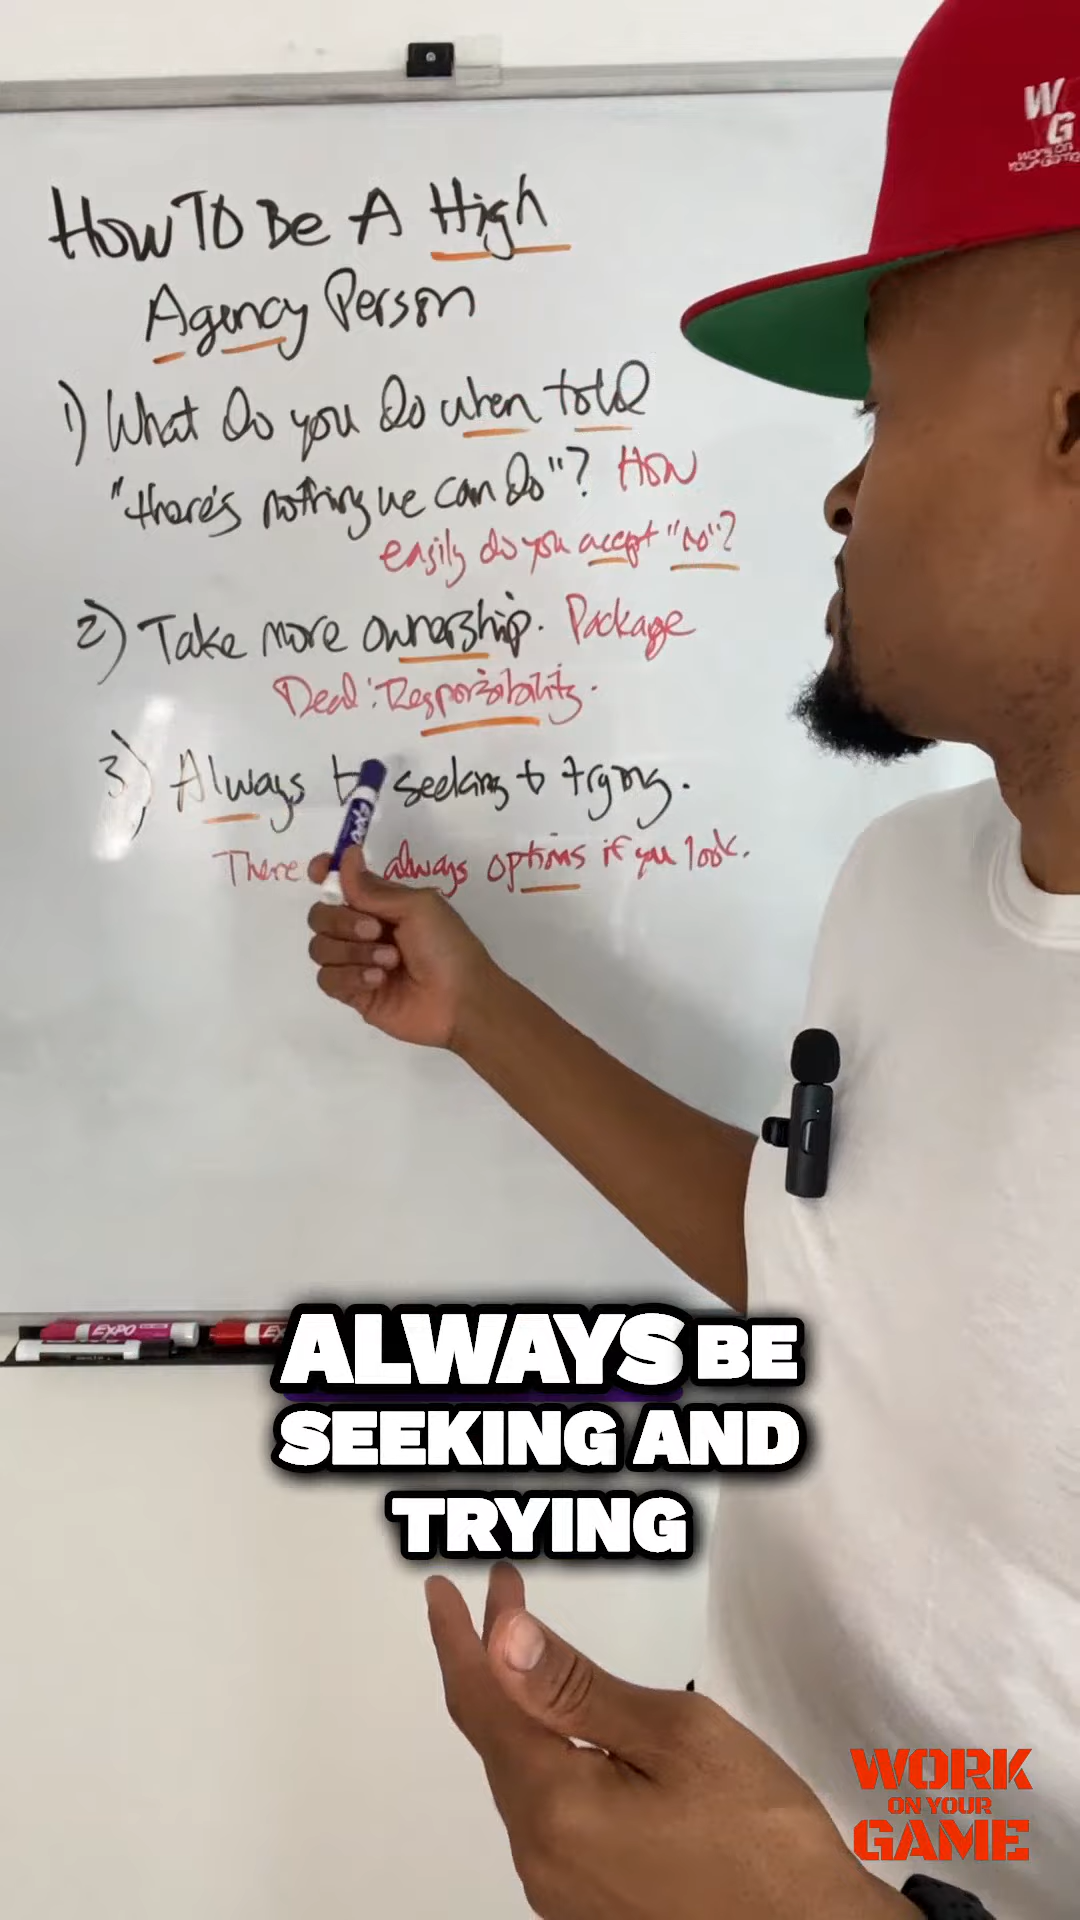 How To Be A High
Agency Person
1) What do you do when told
"there's nothing we can do"? How
easily do you accept "no"?
2) Take more ownership. Package
Deal: Responsibility.
3) Always b seeking & trying.
There always options if you look.
EXPO
EXPO
EX
ALWAYS BE
SEEKING AND
TRYING
W
G
WORK ON
YOUR GAME
WORK
ON YOUR
GAME